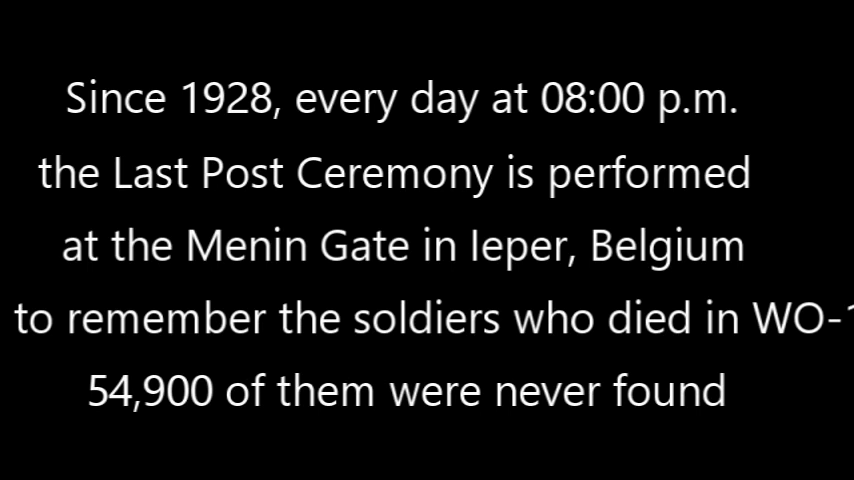 Since 1928, every day at 08:00 p.m.
the Last Post Ceremony is performed
at the Menin Gate in Ieper, Belgium
to remember the soldiers who died in WO-1
54,900 of them were never found